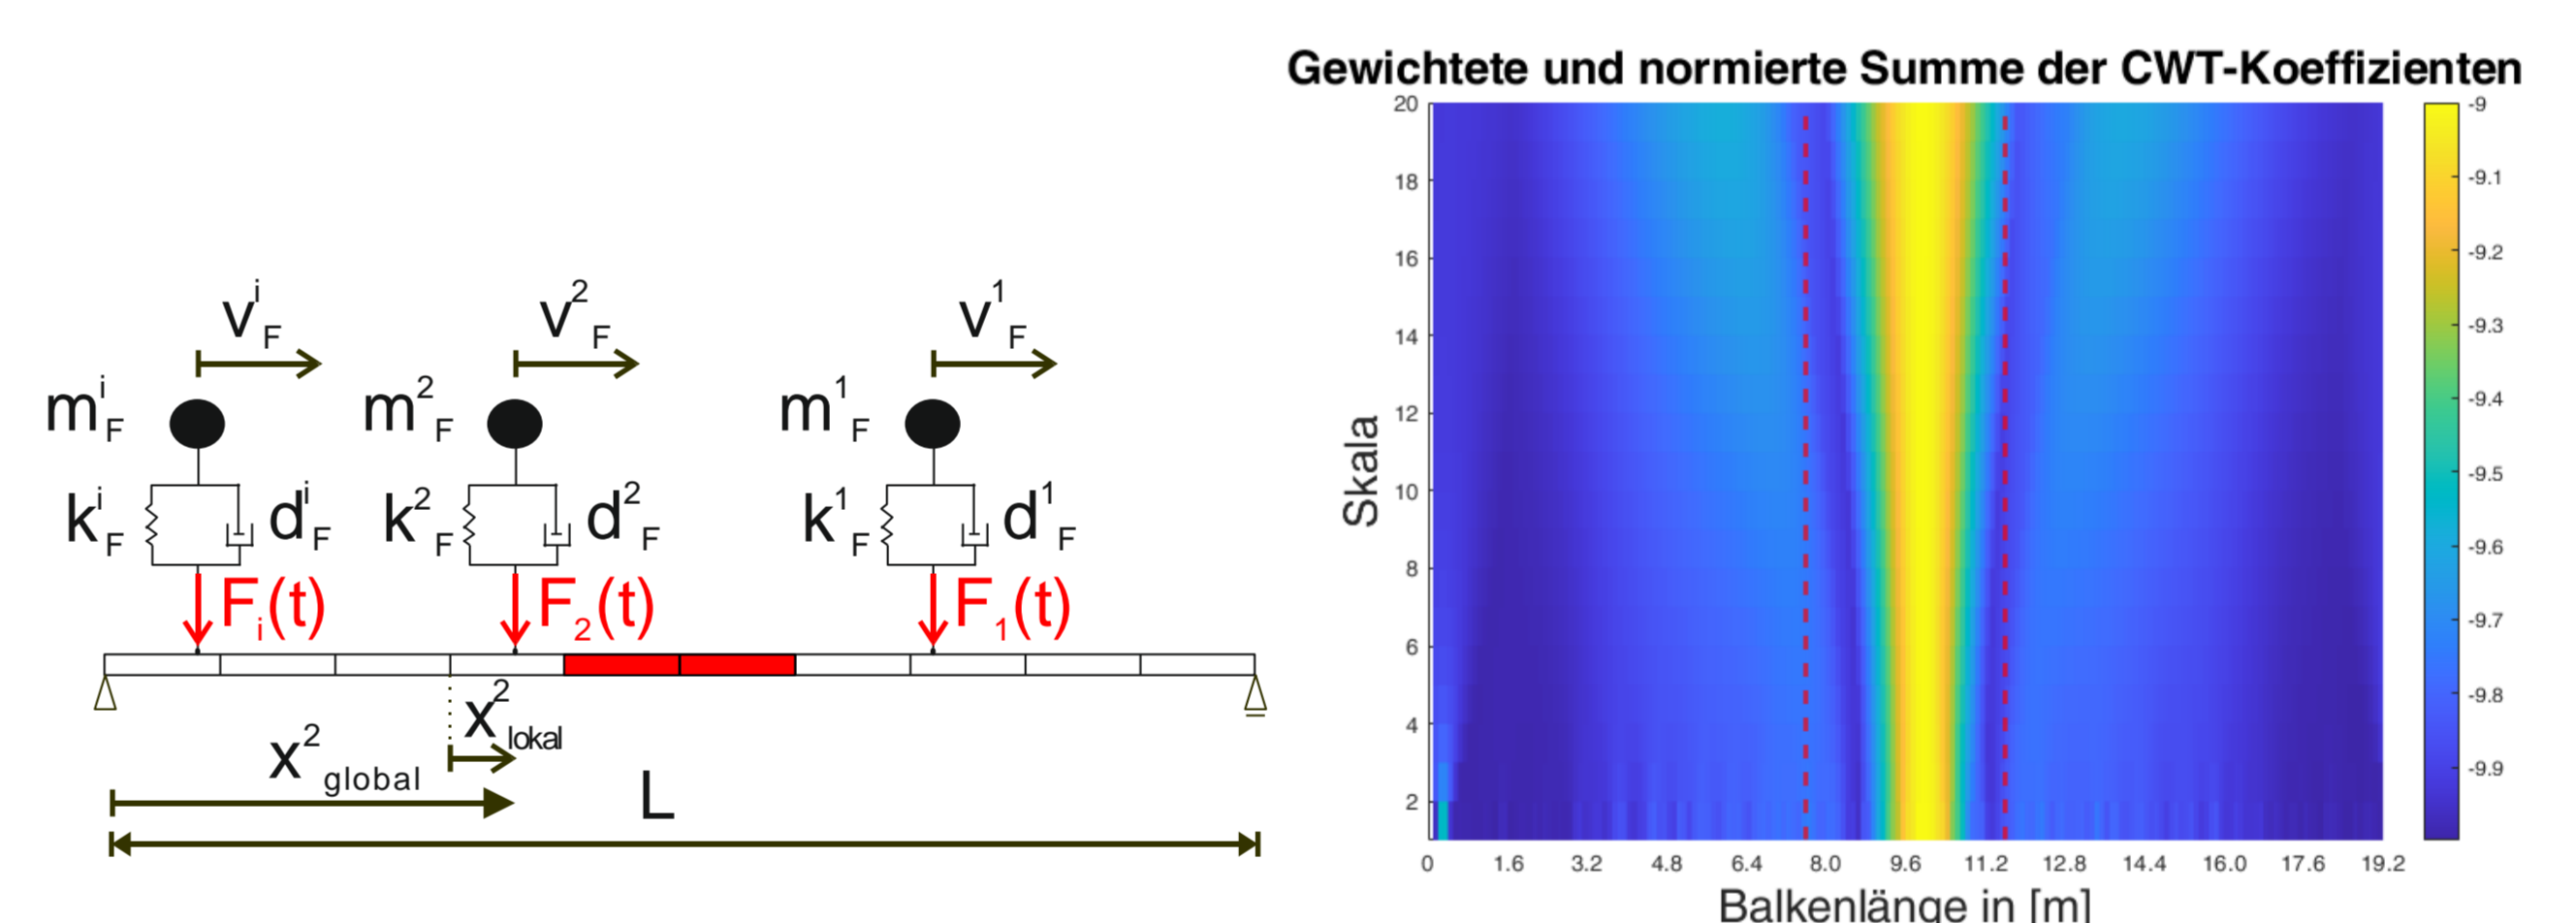 v^i_F v^2_F v^1_F
m^i_F m^2_F m^1_F
k^i_F d^i_F k^2_F d^2_F k^1_F d^1_F
F_i(t) F_2(t) F_1(t)
x^2_lokal
x^2_global
L
Gewichtete und normierte Summe der CWT-Koeffizienten
20
18
16
14
12
10
8
6
4
2
Skala
0 1.6 3.2 4.8 6.4 8.0 9.6 11.2 12.8 14.4 16.0 17.6 19.2
Balkenlänge in [m]
-9
-9.1
-9.2
-9.3
-9.4
-9.5
-9.6
-9.7
-9.8
-9.9